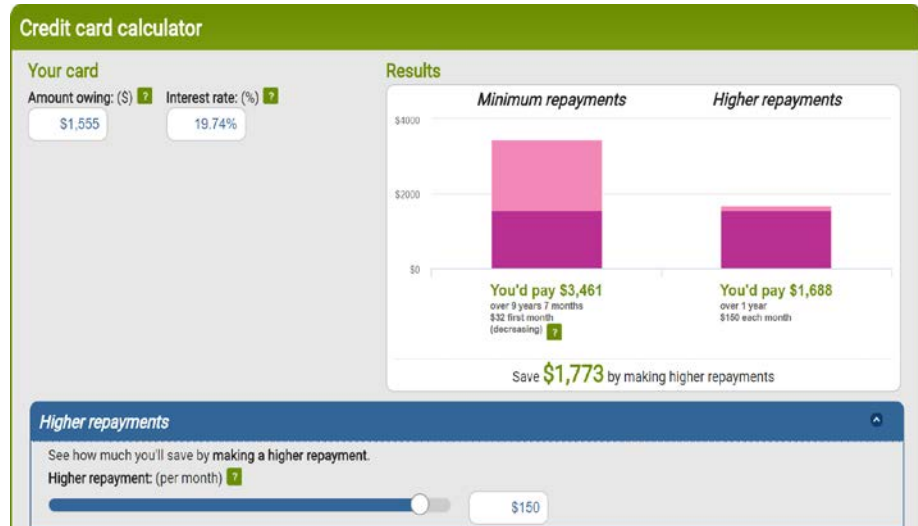 Credit card calculator
Your card
Amount owing: ($) ?
Interest rate: (%) ?
$1,555
19.74%
Results
Minimum repayments
Higher repayments
$4000
$2000
$0
You'd pay $3,461
over 9 years 7 months
$32 first month
(decreasing) ?
You'd pay $1,688
over 1 year
$150 each month
Save $1,773 by making higher repayments
Higher repayments
See how much you'll save by making a higher repayment.
Higher repayment: (per month) ?
$150